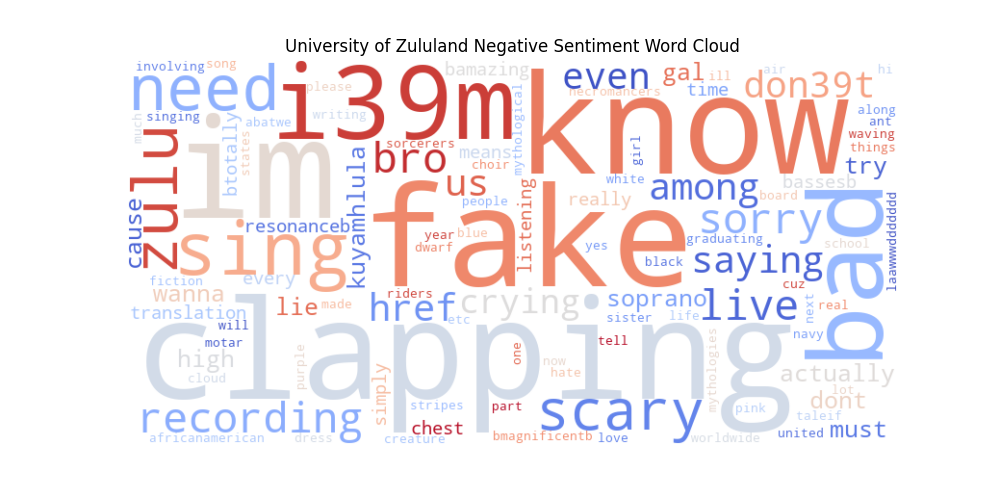 University of Zululand Negative Sentiment Word Cloud
involving song
need
please
i39m
bamazing
even
gal ill
air
hi
necromancers
time
don39t
know
much
singing
zulu
im
abatwe
writing
btotally
states
sorcerers
bro
choir
means
us
mythological
girl
white
people
among
along
ant
waving
things
try
bassesb
board
really
sorry
bad
laawwwddddddd
cause
sing
resonanceb
kuyamhlula
fake
year
blue
dwarf
listening
yes
black
graduating
school
saying
fiction
every
wanna
translation
lie
made
riders
href
etc
crying
soprano
sister
life
live
cuz
next
real
navy
will
motar
high
cloud
clapping
purple
simply
one
now
hate
tell
mythologies
actually
dont
lot
pink
taleif
recording
stripes
part
scary
chest
africanamerican
dress
creature
bmagnificentb
love
worldwide
united
must